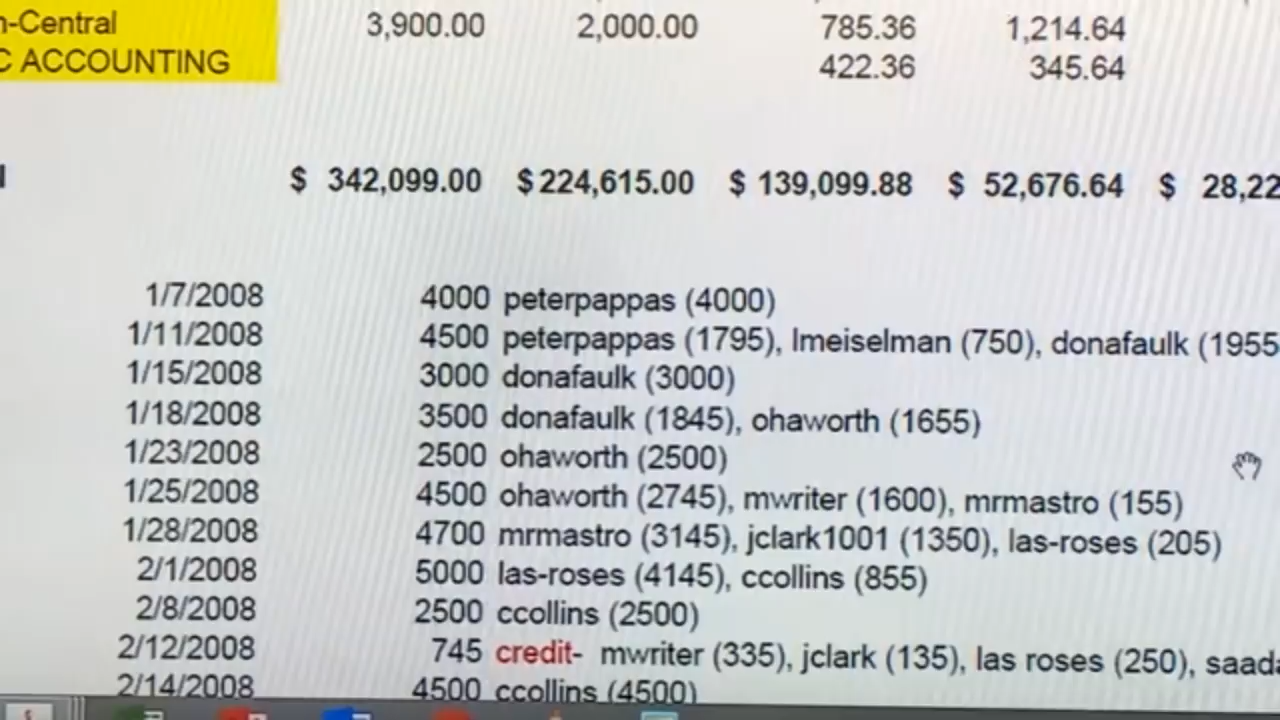 n-Central 3,900.00 2,000.00 785.36 1,214.64
C ACCOUNTING 422.36 345.64
$ 342,099.00 $ 224,615.00 $ 139,099.88 $ 52,676.64 $ 28,22
1/7/2008 4000 peterpappas (4000)
1/11/2008 4500 peterpappas (1795), lmeiselman (750), donafaulk (1955
1/15/2008 3000 donafaulk (3000)
1/18/2008 3500 donafaulk (1845), ohaworth (1655)
1/23/2008 2500 ohaworth (2500)
1/25/2008 4500 ohaworth (2745), mwriter (1600), mrmastro (155)
1/28/2008 4700 mrmastro (3145), jclark1001 (1350), las-roses (205)
2/1/2008 5000 las-roses (4145), ccollins (855)
2/8/2008 2500 ccollins (2500)
2/12/2008 745 credit- mwriter (335), jclark (135), las roses (250), saada
2/14/2008 4500 ccollins (4500)